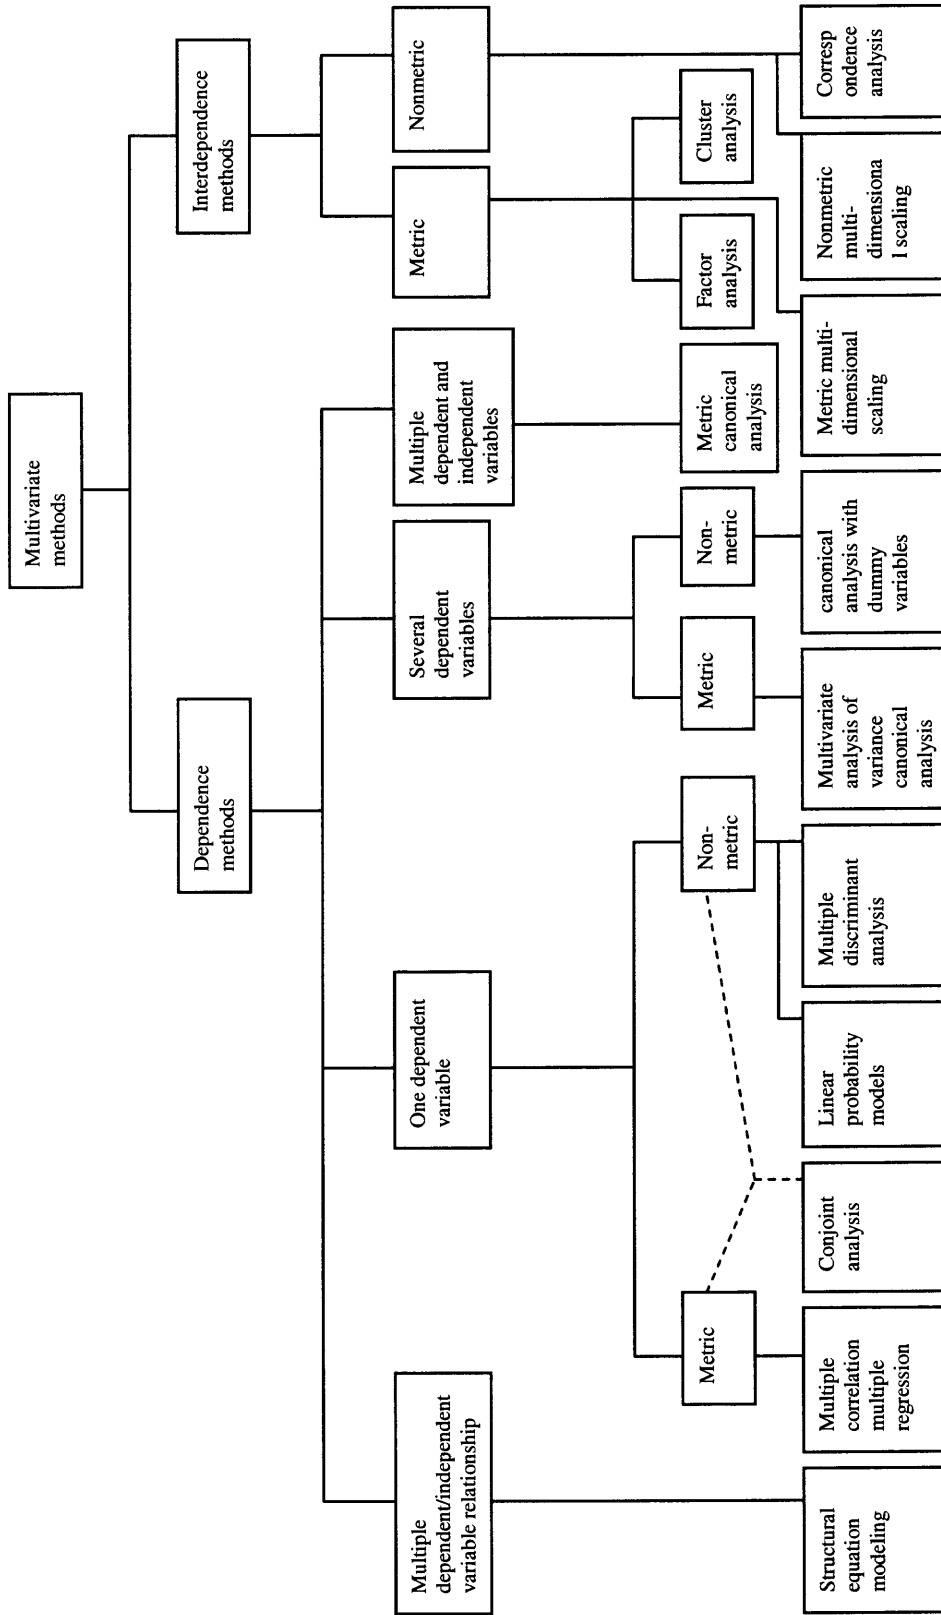 Multivariate
methods
Dependence
methods
Interdependence
methods
Multiple
dependent/independent
variable relationship
One dependent
variable
Several
dependent
variables
Multiple
dependent and
independent
variables
Metric
Nonmetric
Metric
Non-
metric
Metric
Non-
metric
Metric
canonical
analysis
Factor
analysis
Cluster
analysis
Structural
equation
modeling
Multiple
correlation
multiple
regression
Conjoint
analysis
Linear
probability
models
Multiple
discriminant
analysis
Multivariate
analysis of
variance
canonical
analysis
canonical
analysis with
dummy
variables
Metric multi-
dimensional
scaling
Nonmetric
multi-
dimensiona
l scaling
Corresp
ondence
analysis